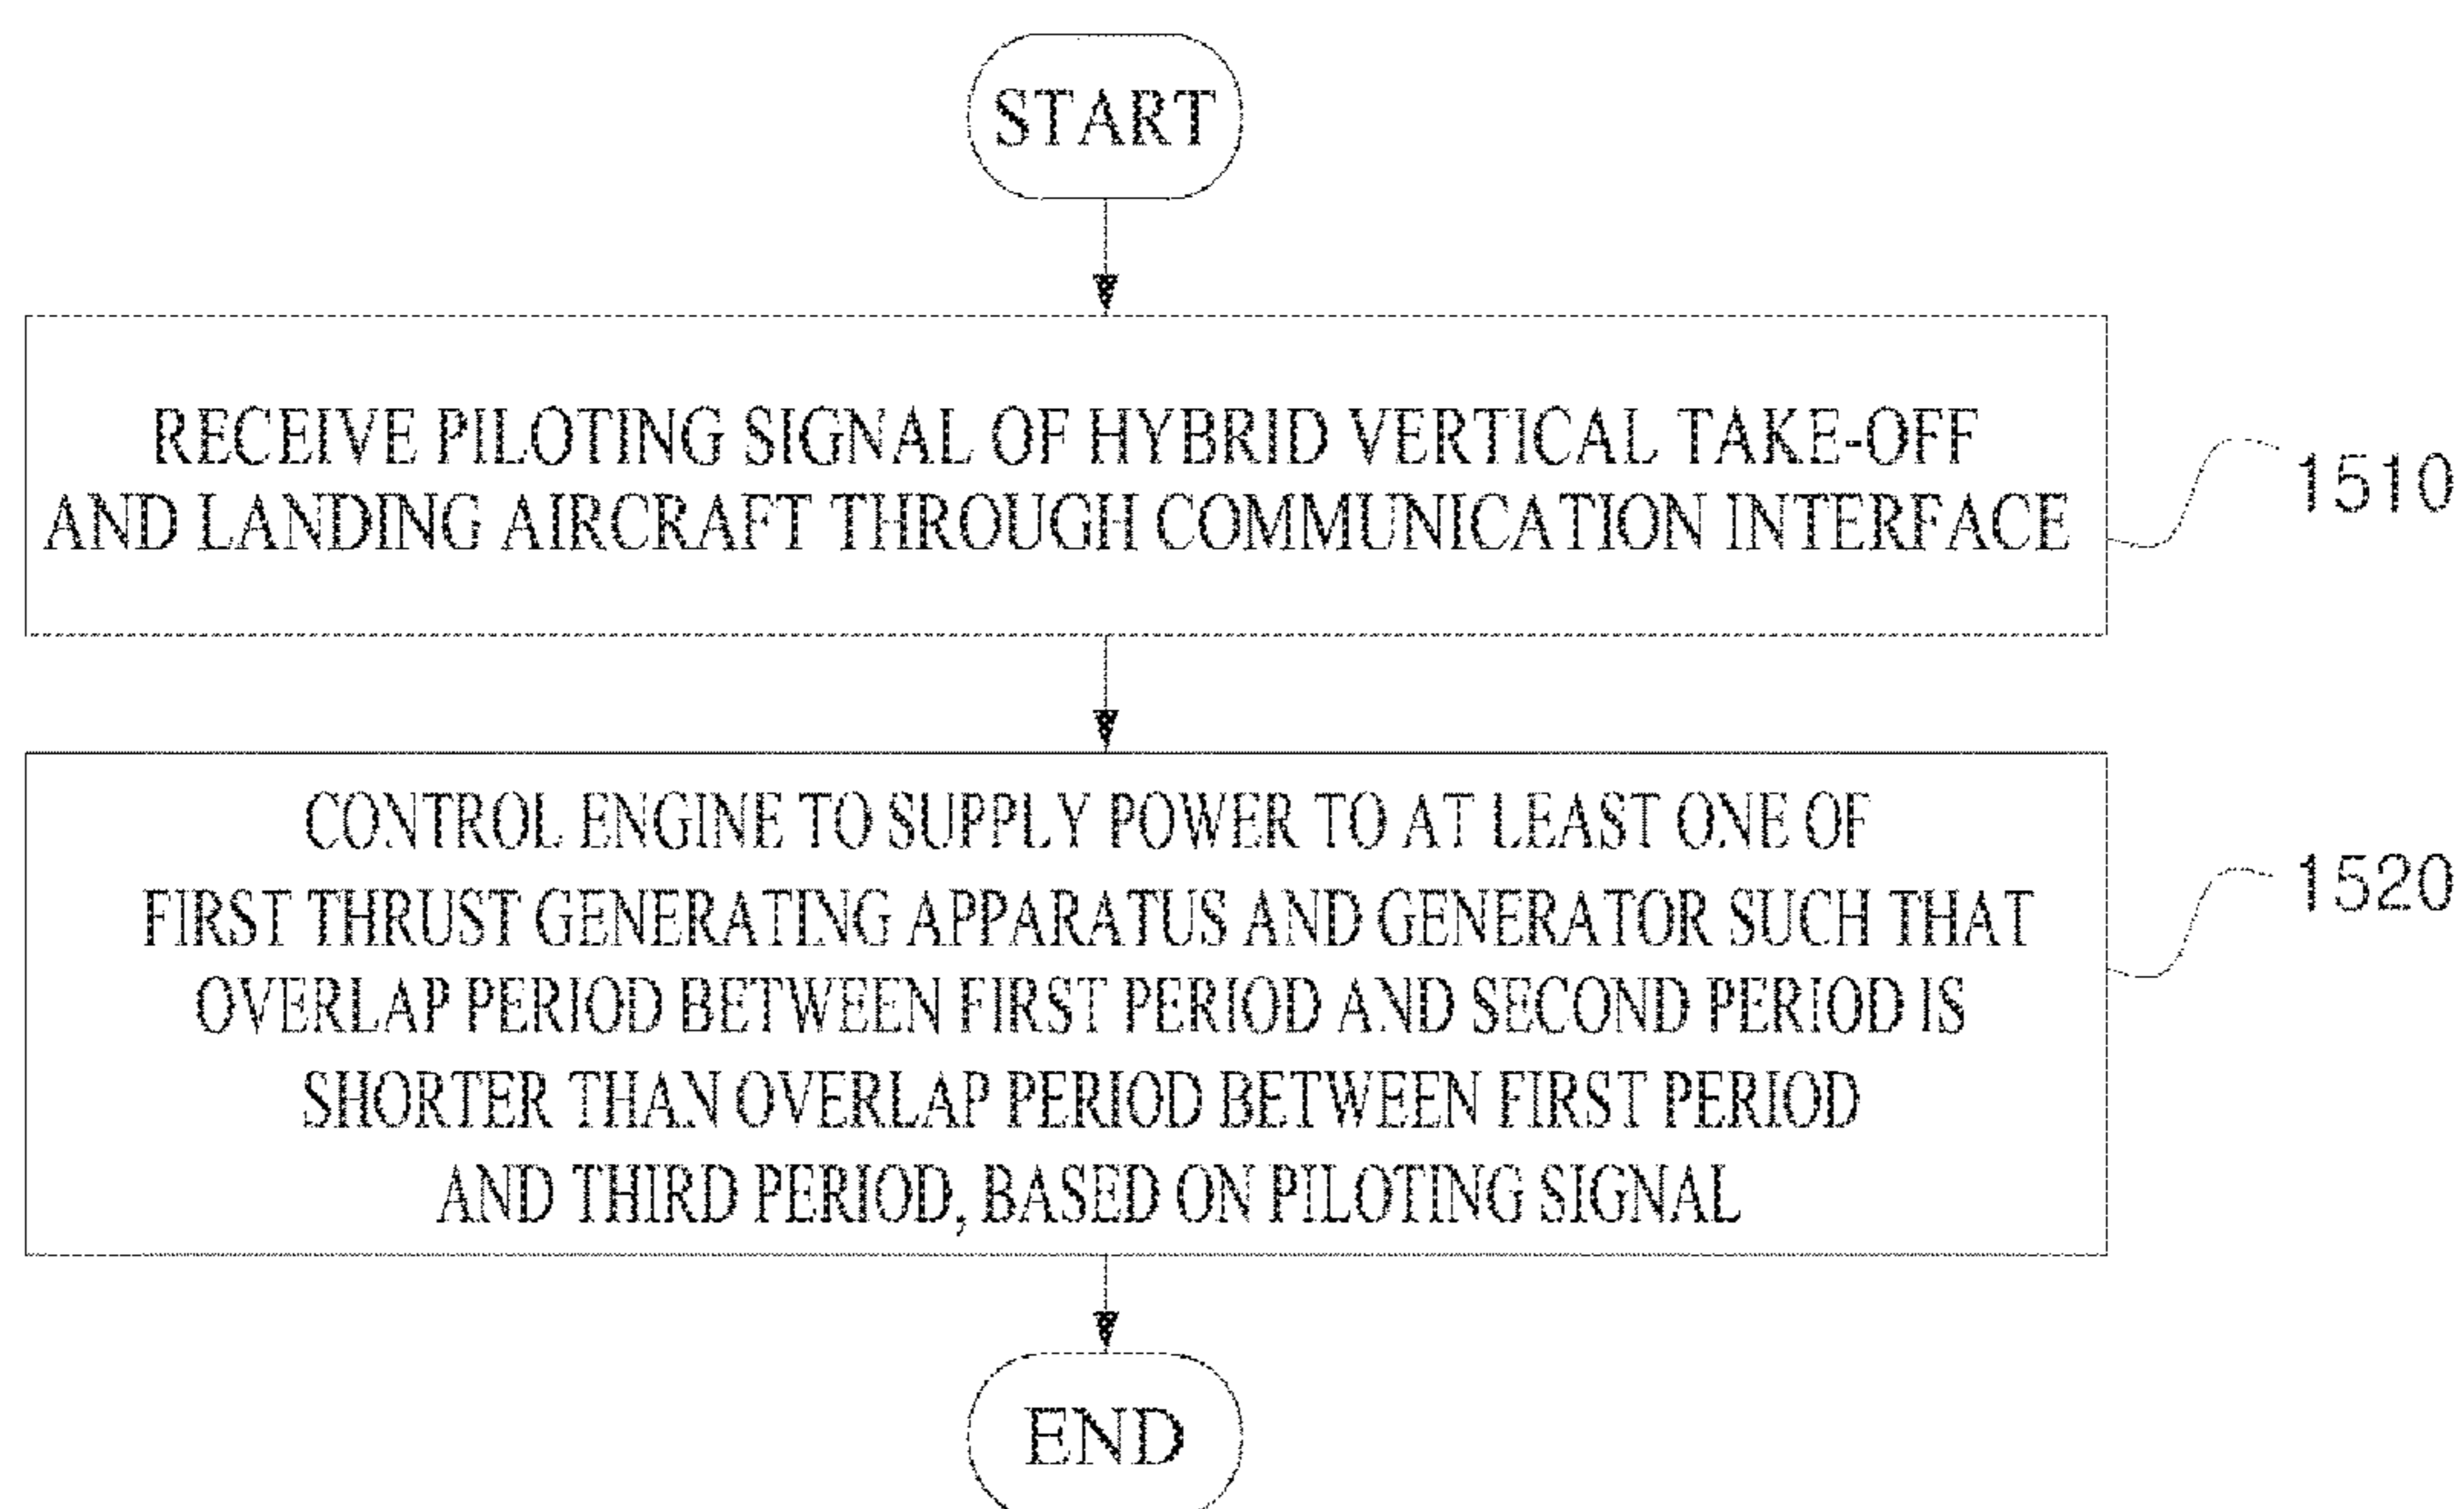 START
RECEIVE PILOTING SIGNAL OF HYBRID VERTICAL TAKE-OFF
AND LANDING AIRCRAFT THROUGH COMMUNICATION INTERFACE
1510
CONTROL ENGINE TO SUPPLY POWER TO AT LEAST ONE OF
FIRST THRUST GENERATING APPARATUS AND GENERATOR SUCH THAT
OVERLAP PERIOD BETWEEN FIRST PERIOD AND SECOND PERIOD IS
SHORTER THAN OVERLAP PERIOD BETWEEN FIRST PERIOD
AND THIRD PERIOD, BASED ON PILOTING SIGNAL
1520
END